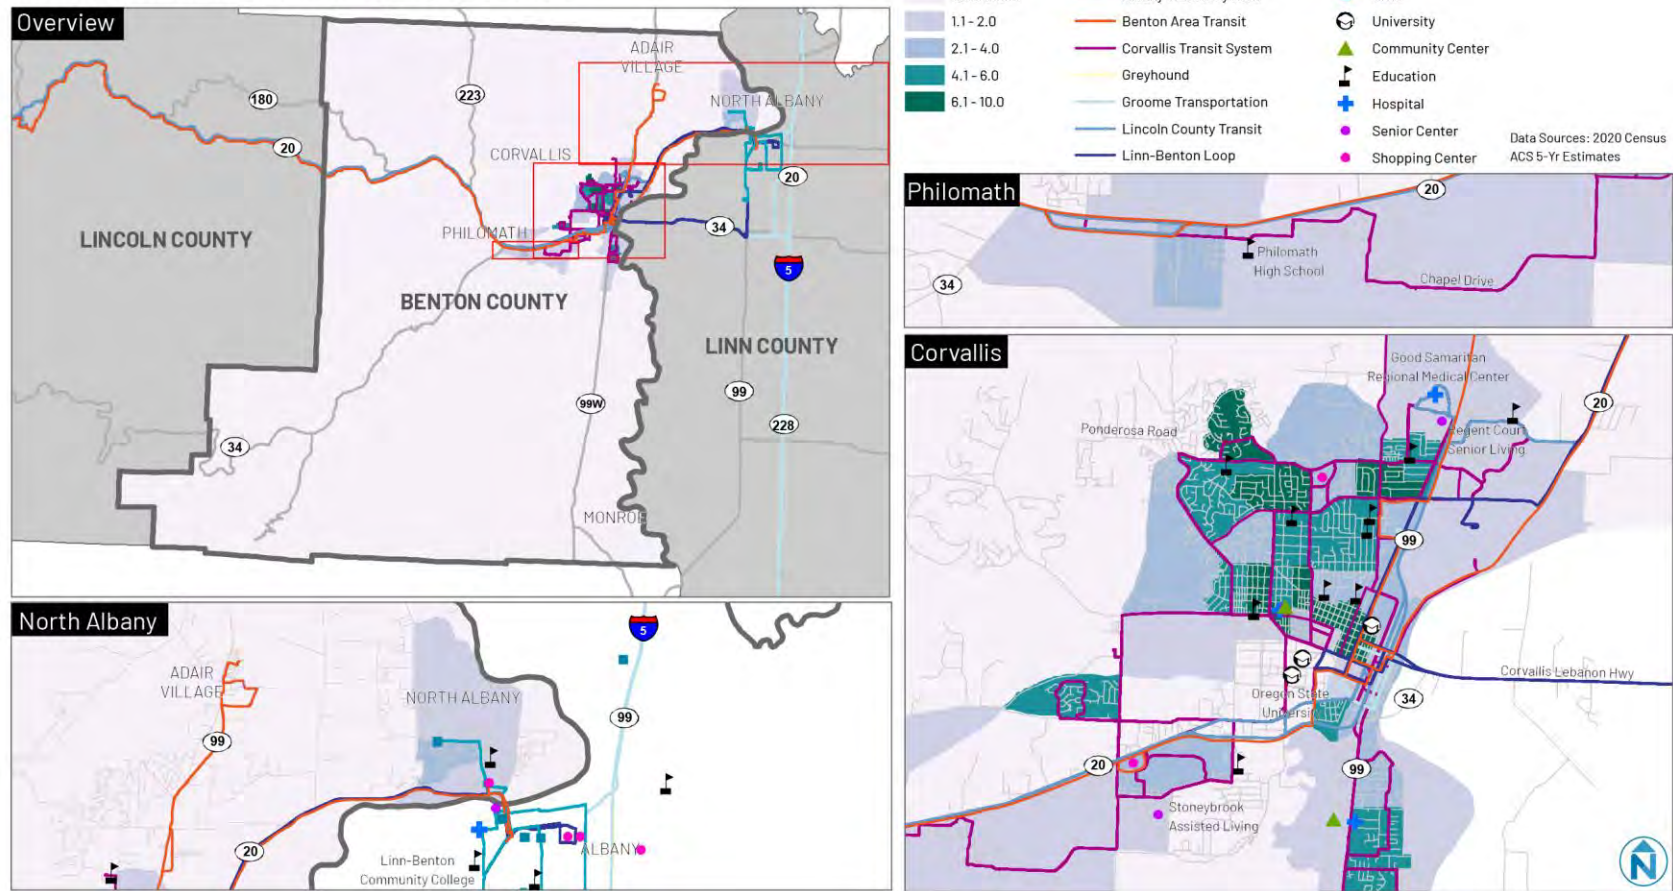 Overview
ADAIR
VILLAGE
180
223
NORTH ALBANY
20
CORVALLIS
20
34
PHILOMATH
LINCOLN COUNTY
5
BENTON COUNTY
LINN COUNTY
99
99W
228
34
MONROE
1.1 - 2.0
2.1 - 4.0
4.1 - 6.0
6.1 - 10.0
Benton Area Transit
Corvallis Transit System
Greyhound
Groome Transportation
Lincoln County Transit
Linn-Benton Loop
University
Community Center
Education
Hospital
Senior Center
Shopping Center
Data Sources: 2020 Census
ACS 5-Yr Estimates
Philomath
20
Philomath
High School
34
Chapel Drive
Corvallis
Good Samaritan
Regional Medical Center
20
Ponderosa Road
Regent Court
Senior Living
99
Corvallis Lebanon Hwy
Oregon State
University
34
20
99
Stoneybrook
Assisted Living
N
North Albany
5
ADAIR
VILLAGE
NORTH ALBANY
99
99
20
ALBANY
Linn-Benton
Community College